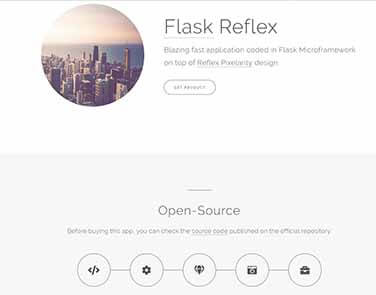 Flask Reflex
Blazing fast application coded in Flask Microframework
on top of Reflex Pixelarity design
GET PRODUCT
Open-Source
Before buying this app, you can check the source code published on the official repository.